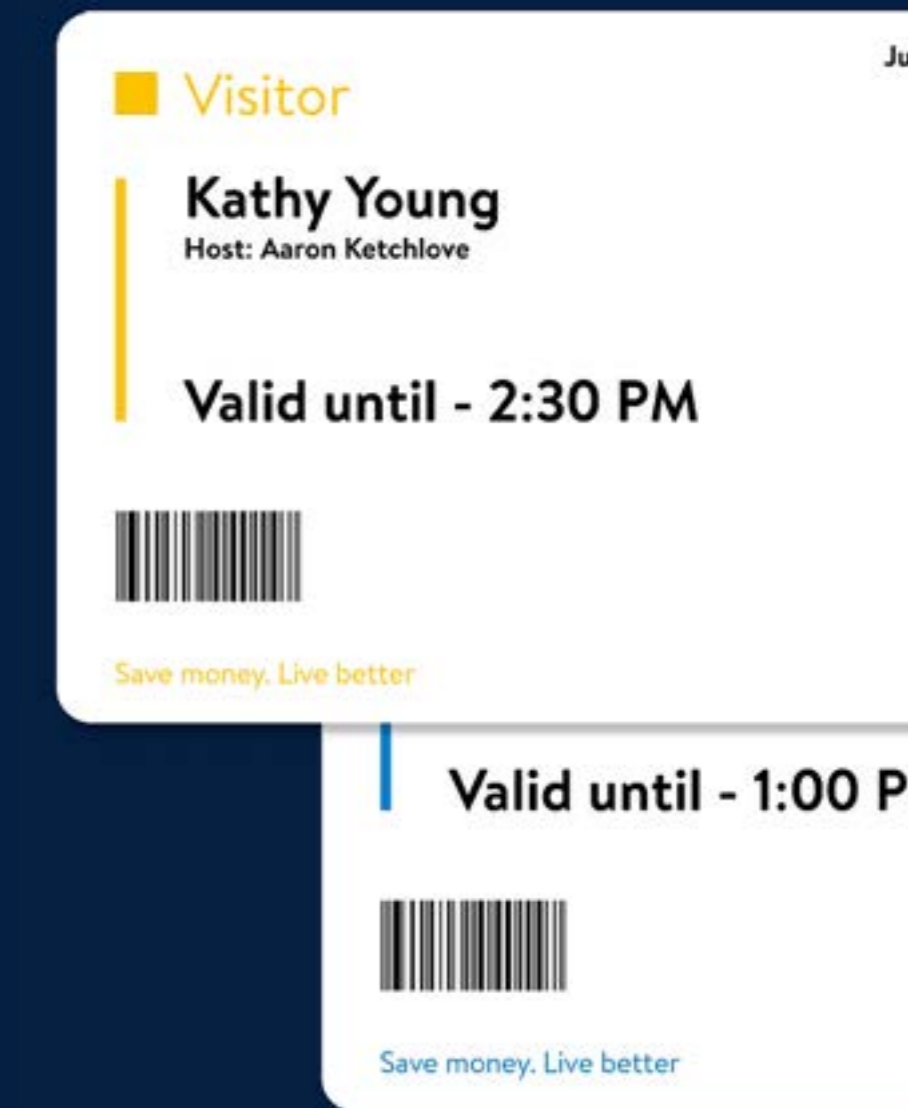 Ju
Visitor
Kathy Young
Host: Aaron Ketchlove
Valid until - 2:30 PM
Save money. Live better
Valid until - 1:00 P
Save money. Live better